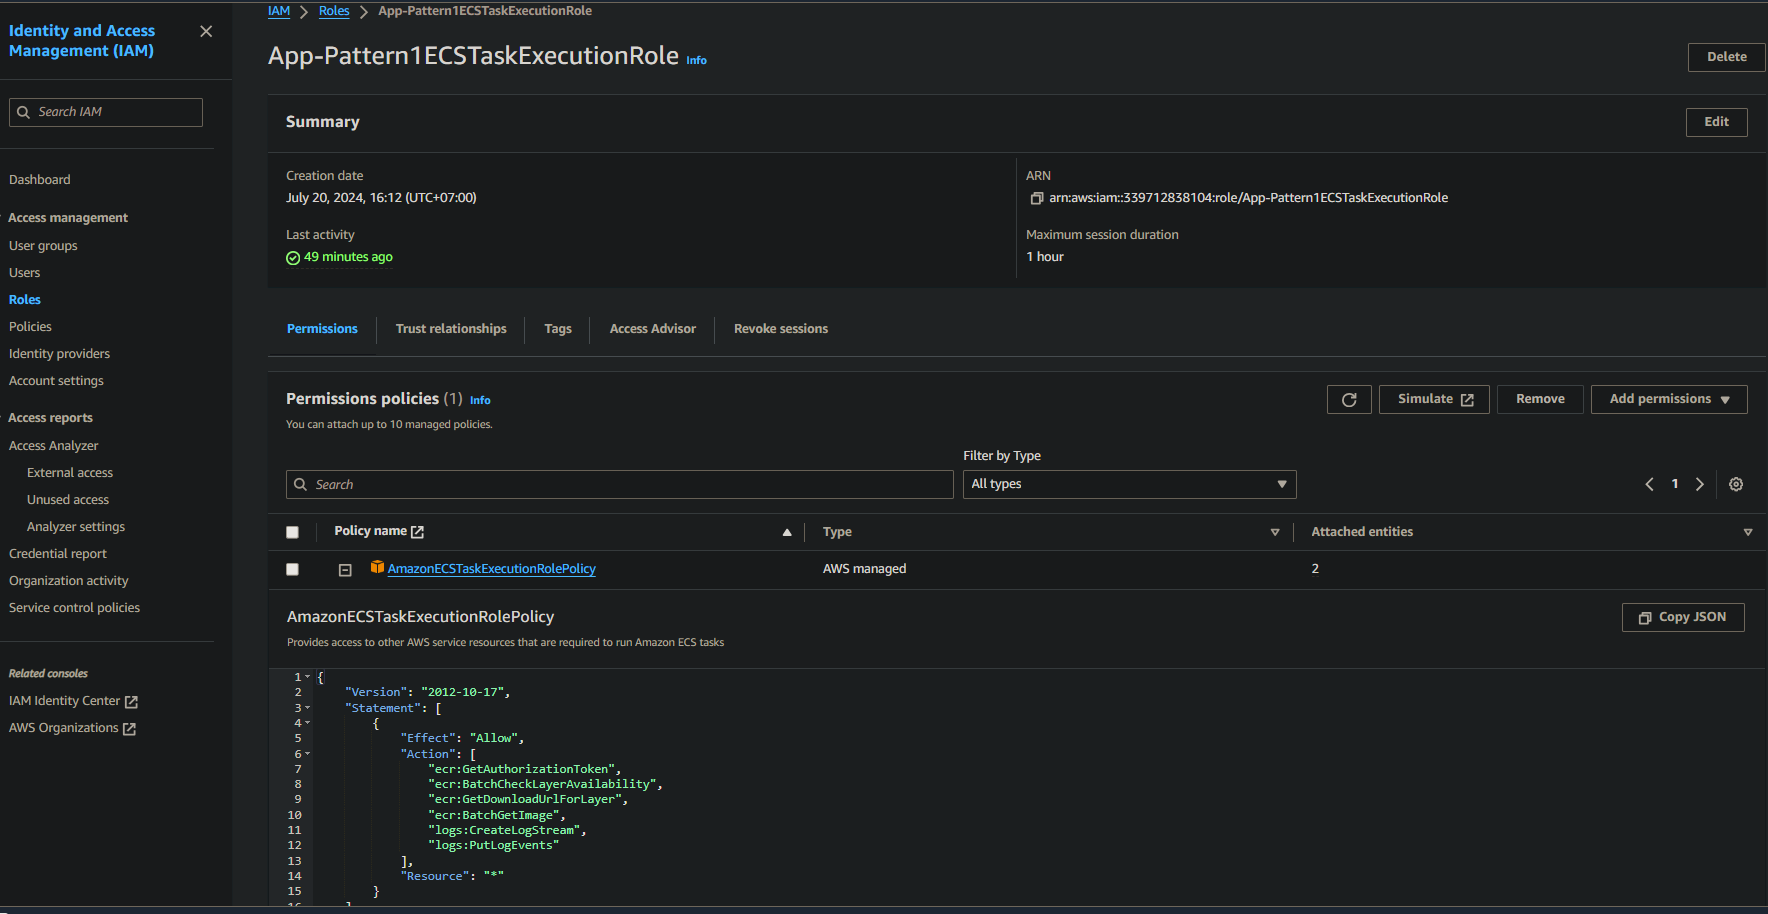 IAM > Roles > App-Pattern1ECSTaskExecutionRole
Identity and Access
Management (IAM)
Search IAM
Dashboard
Access management
User groups
Users
Roles
Policies
Identity providers
Account settings
Access reports
Access Analyzer
External access
Unused access
Analyzer settings
Credential report
Organization activity
Service control policies
Related consoles
IAM Identity Center
AWS Organizations
App-Pattern1ECSTaskExecutionRole Info
Delete
Summary
Edit
Creation date
July 20, 2024, 16:12 (UTC+07:00)
Last activity
49 minutes ago
ARN
arn:aws:iam::339712838104:role/App-Pattern1ECSTaskExecutionRole
Maximum session duration
1 hour
Permissions Trust relationships Tags Access Advisor Revoke sessions
Permissions policies (1) Info
You can attach up to 10 managed policies.
Simulate Remove Add permissions
Filter by Type
Search All types 1
Policy name Type Attached entities
AmazonECSTaskExecutionRolePolicy AWS managed 2
AmazonECSTaskExecutionRolePolicy
Copy JSON
Provides access to other AWS service resources that are required to run Amazon ECS tasks
1 {
2 "Version": "2012-10-17",
3 "Statement": [
4 {
5 "Effect": "Allow",
6 "Action": [
7 "ecr:GetAuthorizationToken",
8 "ecr:BatchCheckLayerAvailability",
9 "ecr:GetDownloadUrlForLayer",
10 "ecr:BatchGetImage",
11 "logs:CreateLogStream",
12 "logs:PutLogEvents"
13 ],
14 "Resource": "*"
15 }
16 ]